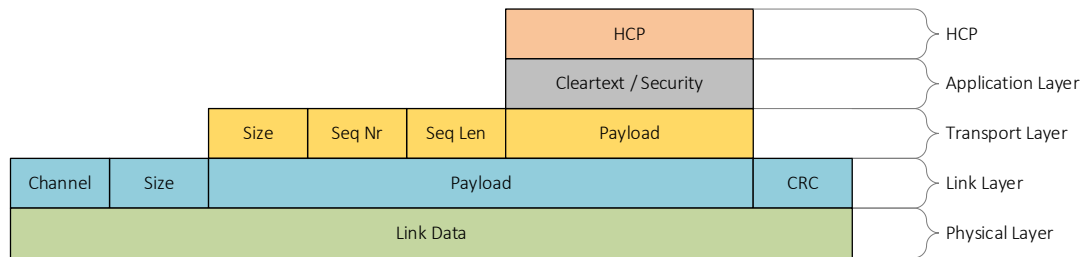 HCP HCP
Cleartext / Security Application Layer
Size Seq Nr Seq Len Payload Transport Layer
Channel Size Payload CRC Link Layer
Link Data Physical Layer